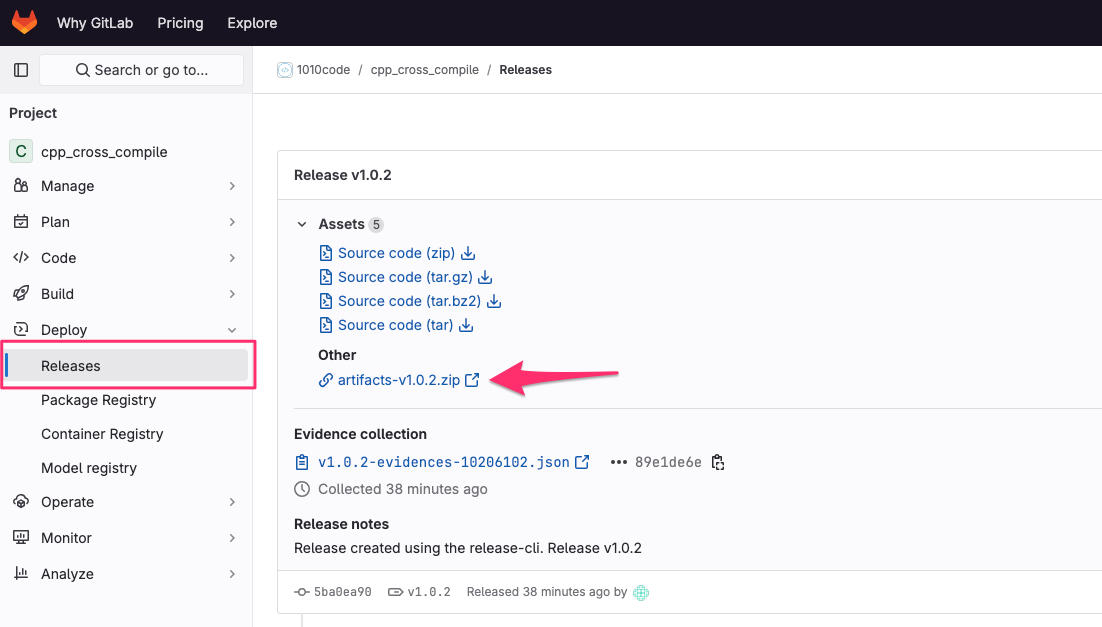 Why GitLab Pricing Explore
Search or go to...
1010code / cpp_cross_compile / Releases
Project
C cpp_cross_compile
Manage
Plan
Code
Build
Deploy
Releases
Package Registry
Container Registry
Model registry
Operate
Monitor
Analyze
Release v1.0.2
Assets 5
Source code (zip)
Source code (tar.gz)
Source code (tar.bz2)
Source code (tar)
Other
artifacts-v1.0.2.zip
Evidence collection
v1.0.2-evidences-10206102.json ••• 89e1de6e
Collected 38 minutes ago
Release notes
Release created using the release-cli. Release v1.0.2
5ba0ea90 v1.0.2 Released 38 minutes ago by